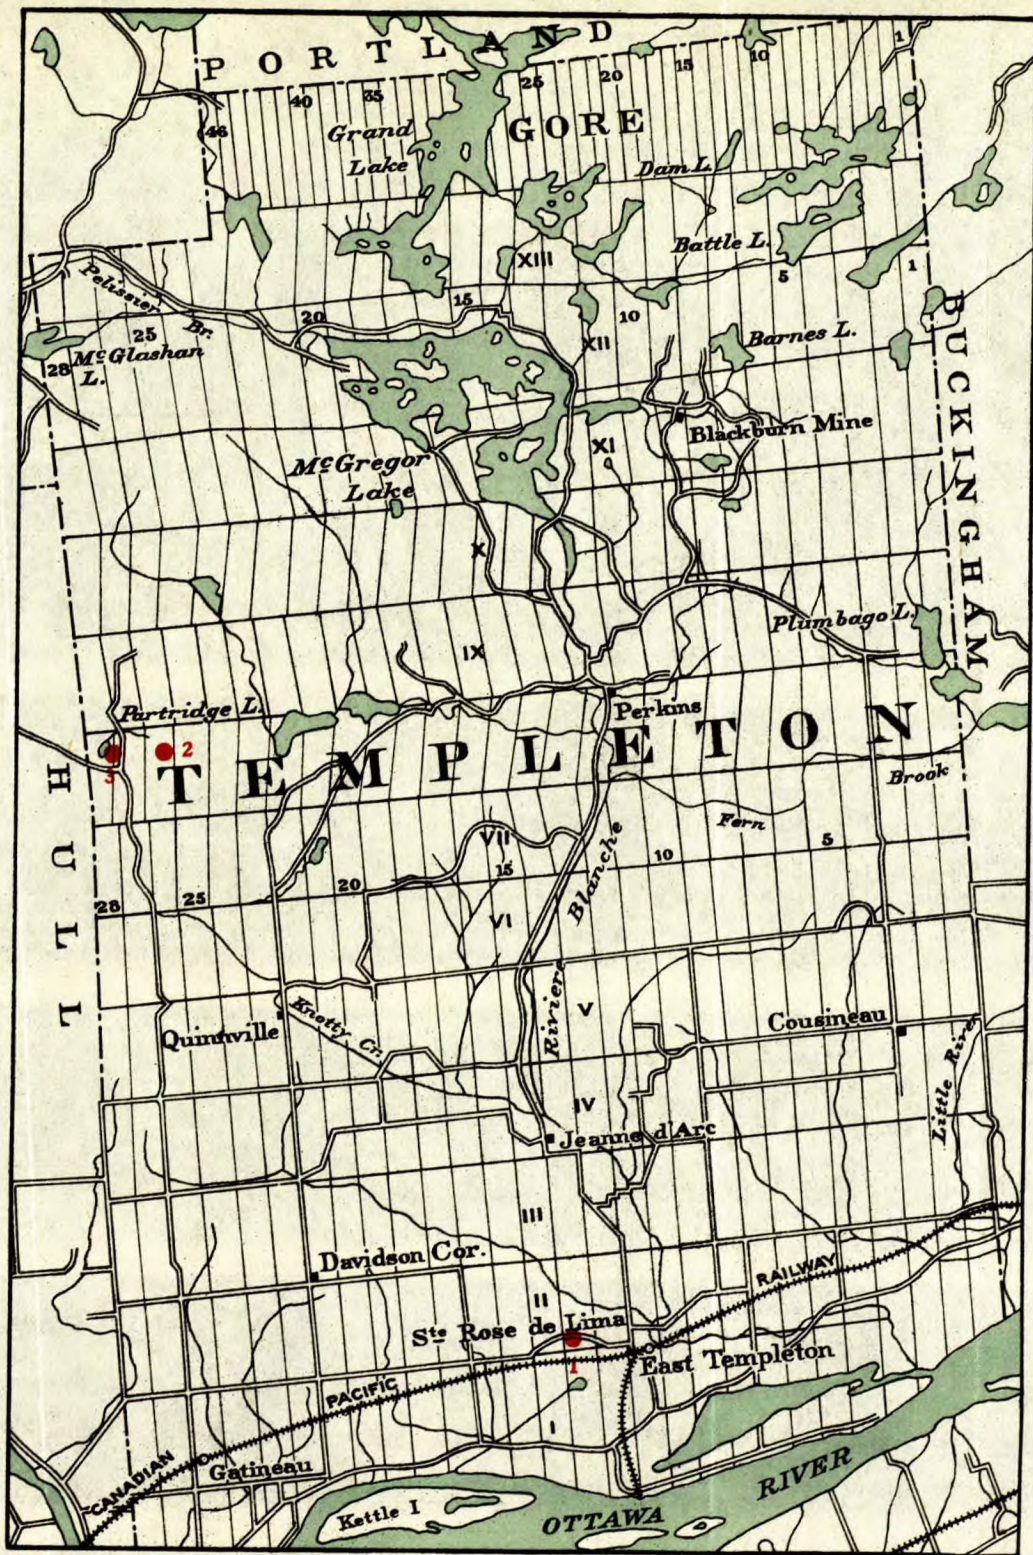 PORTLAND
1
10
15
20
25
35
40
46
GORE
Grand
Lake
Dam L.
Battle L.
XIII
5
1
Pelissier
Br.
25
20
15
10
XII
Barnes L.
28
McGlashan
L.
BUCKINGHAM
Blackburn Mine
XI
McGregor
Lake
X
Plumbago L.
IX
Partridge L.
Perkins
TEMPLETON
3
2
HULL
Brook
Fern
VII
28
25
20
15
10
5
Blanche
Riviere
VI
V
Quinnville
Knotty Cr.
Cousineau
Little River
IV
Jeanne d'Arc
III
Davidson Cor.
RAILWAY
II
Ste Rose de Lima
1
East Templeton
PACIFIC
I
CANADIAN
Gatineau
Kettle I
OTTAWA
RIVER